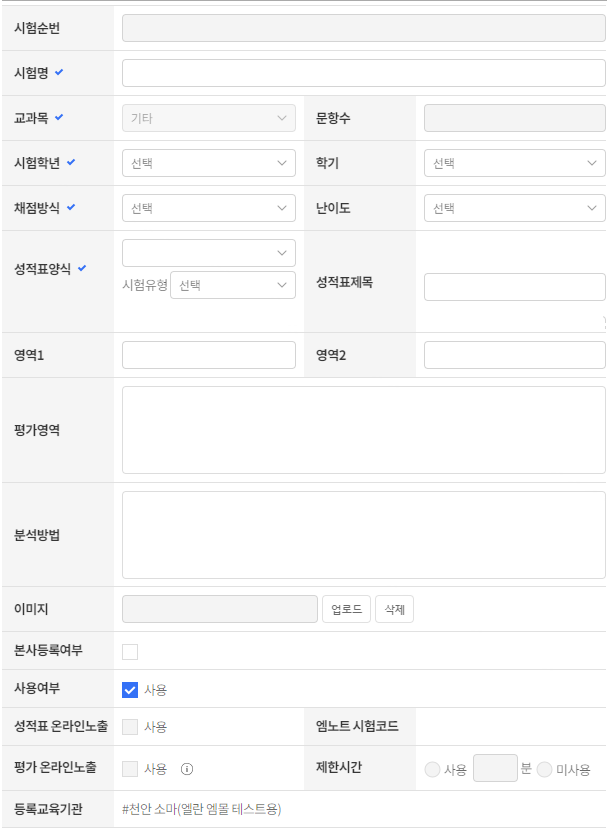 시험순번
시험명
교과목 기타 문항수
시험학년 선택 학기 선택
채점방식 선택 난이도 선택
성적표양식 시험유형 선택 성적표제목
영역1 영역2
평가영역
분석방법
이미지 업로드 삭제
본사등록여부
사용여부 사용
성적표 온라인노출 사용 엠노트 시험코드
평가 온라인노출 사용 제한시간 사용 분 미사용
등록교육기관 #천안 소마(엘란 엠몰 테스트용)